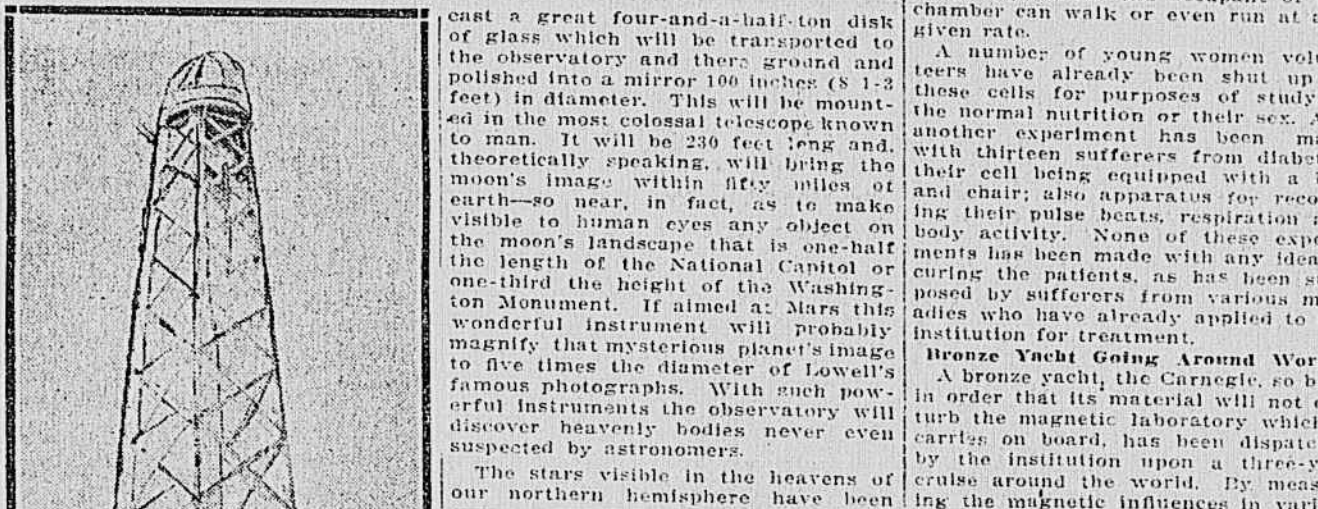 cast a great four-and-a-half-ton disk
of glass which will be transported to
the observatory and there ground and
polished into a mirror 100 inches (8 1-3
feet) in diameter. This will be mount-
ed in the most colossal telescope known
to man. It will be 230 feet long and,
theoretically speaking, will bring the
moon's image within fifty miles of
earth—so near, in fact, as to make
visible to human eyes any object on
the moon's landscape that is one-half
the length of the National Capitol or
one-third the height of the Washing-
ton Monument. If aimed at Mars this
wonderful instrument will probably
magnify that mysterious planet's image
to five times the diameter of Lowell's
famous photographs. With such pow-
erful instruments the observatory will
discover heavenly bodies never even
suspected by astronomers.
The stars visible in the heavens of
our northern hemisphere have been
chamber can walk or even run at a
given rate.
A number of young women volu
teers have already been shut up
these cells for purposes of study
the normal nutrition or their sex. A
another experiment has been ma
with thirteen sufferers from diabet
their cell being equipped with a
and chair; also apparatus for reco
ing their pulse beats, respiration a
body activity. None of these expe
ments has been made with any idea
curing the patients, as has been su
posed by sufferers from various m
adies who have already applied to
institution for treatment.
Bronze Yacht Going Around Wor
A bronze yacht, the Carnegie, so b
in order that its material will not d
turb the magnetic laboratory which
carries on board, has been dispatc
by the institution upon a three-y
cruise around the world. By meas
ing the magnetic influences in vari